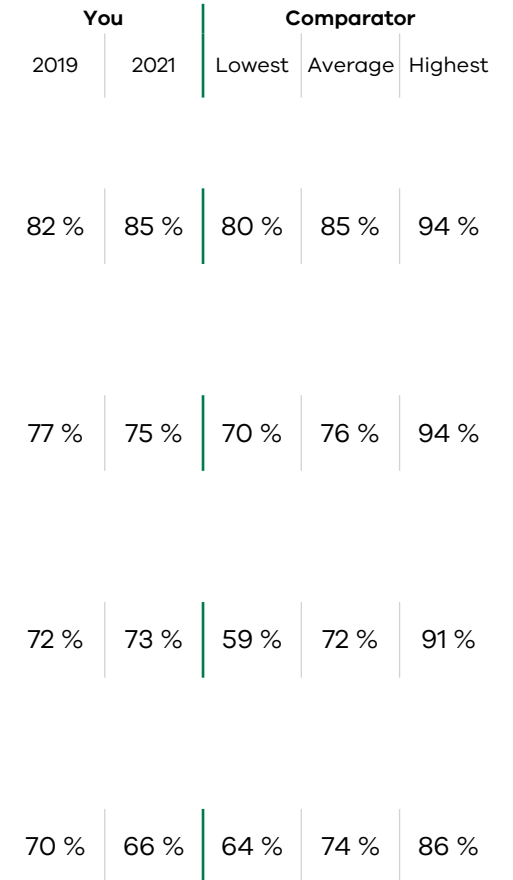 You Comparator
2019 2021 Lowest Average Highest
82 % 85 % 80 % 85 % 94 %
77 % 75 % 70 % 76 % 94 %
72 % 73 % 59 % 72 % 91 %
70 % 66 % 64 % 74 % 86 %